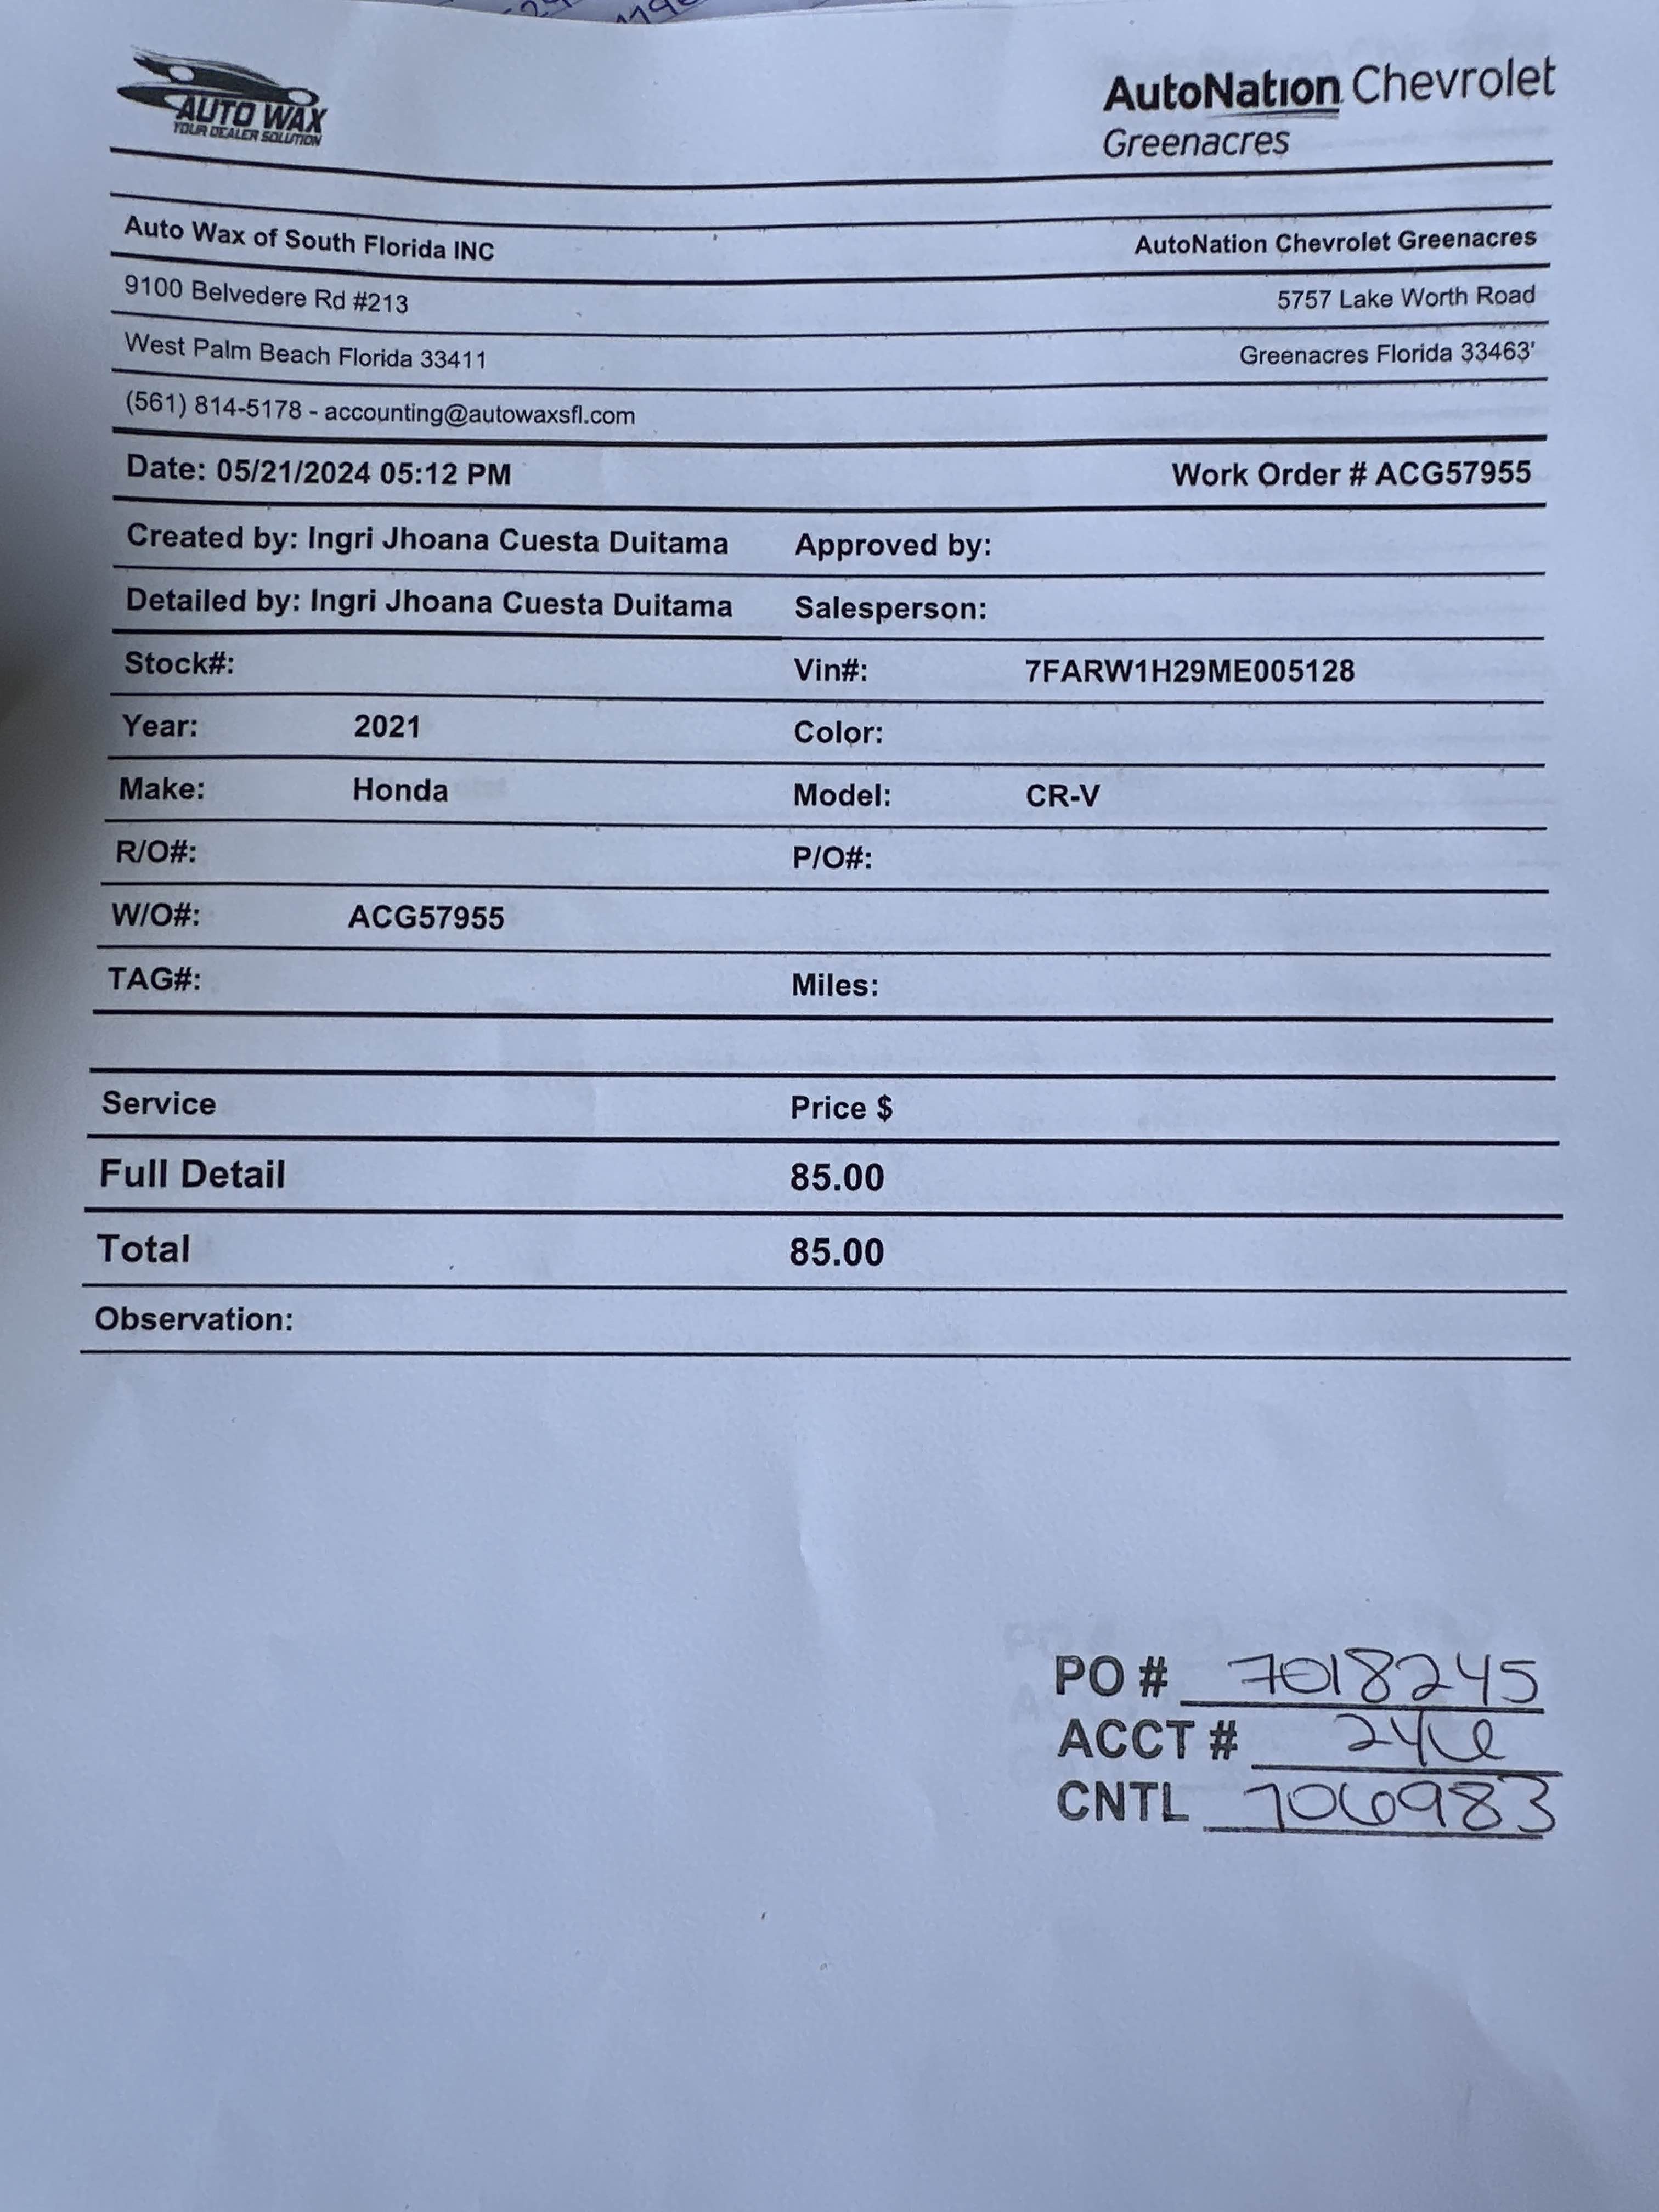 AUTO WAX
YOUR DEALER SOLUTION
AutoNation Chevrolet
Greenacres
Auto Wax of South Florida INC AutoNation Chevrolet Greenacres
9100 Belvedere Rd #213 5757 Lake Worth Road
West Palm Beach Florida 33411 Greenacres Florida 33463'
(561) 814-5178 - accounting@autowaxsfl.com
Date: 05/21/2024 05:12 PM Work Order # ACG57955
Created by: Ingri Jhoana Cuesta Duitama Approved by:
Detailed by: Ingri Jhoana Cuesta Duitama Salesperson:
Stock#: Vin#: 7FARW1H29ME005128
Year: 2021 Color:
Make: Honda Model: CR-V
R/O#: P/O#:
W/O#: ACG57955
TAG#: Miles:
Service Price $
Full Detail 85.00
Total 85.00
Observation:
PO # 7018245
ACCT # 246
CNTL 706983